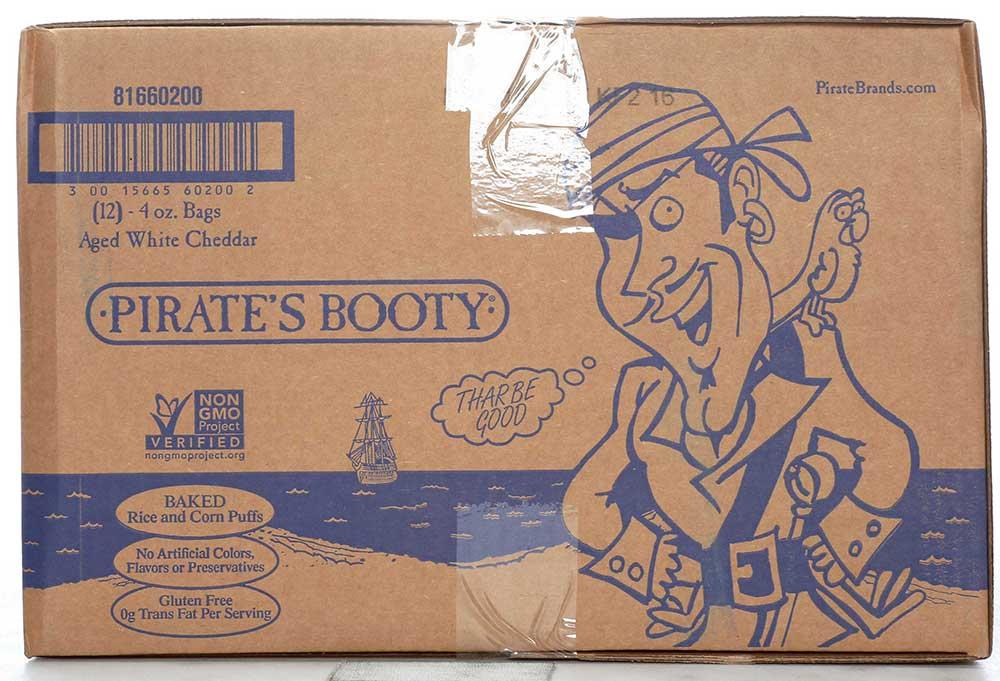 81660200
3 00 15665 60200 2
(12) - 4 oz. Bags
Aged White Cheddar
PirateBrands.com
·PIRATE'S BOOTY·®
THAR BE
GOOD
NON
GMO
Project
VERIFIED
nongmoproject.org
BAKED
Rice and Corn Puffs
No Artificial Colors,
Flavors or Preservatives
Gluten Free
0g Trans Fat Per Serving